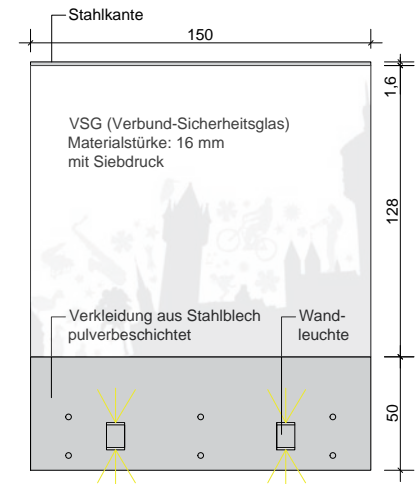 Stahlkante
150
1,6
VSG (Verbund-Sicherheitsglas)
Materialstürke: 16 mm
mit Siebdruck
128
Verkleidung aus Stahlblech
pulverbeschichtet
Wand-
leuchte
50